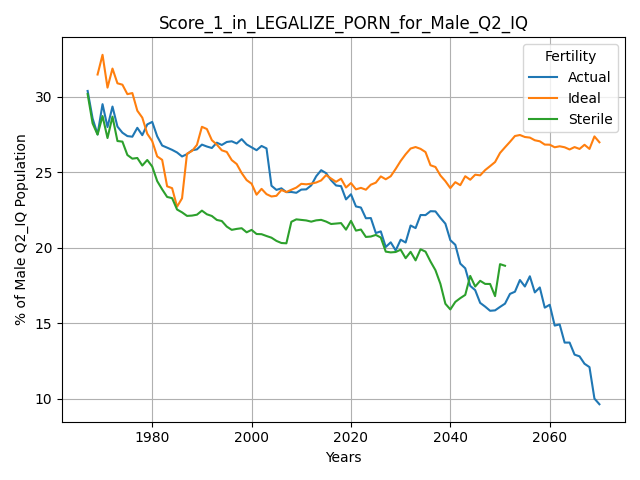 Score_1_in_LEGALIZE_PORN_for_Male_Q2_IQ
Fertility
Actual
Ideal
Sterile
% of Male Q2_IQ Population
30
25
20
15
10
1980
2000
2020
2040
2060
Years